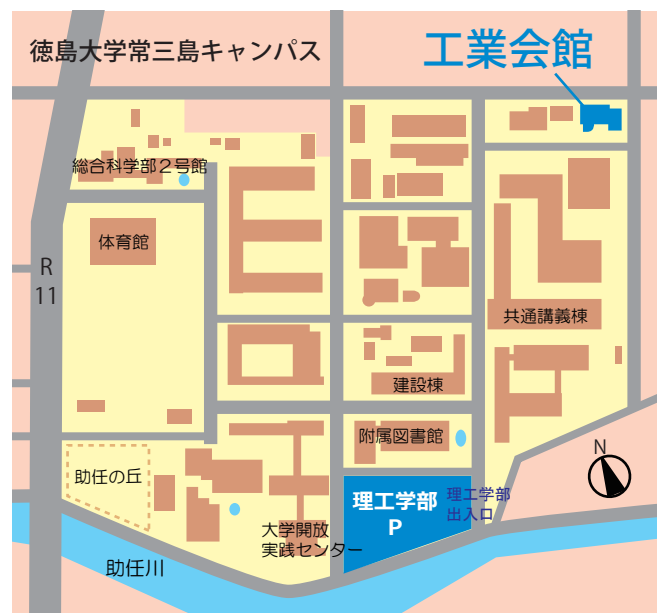 徳島大学常三島キャンパス
工業会館
総合科学部2号館
体育館
R
11
共通講義棟
建設棟
附属図書館
N
助任の丘
理工学部
P
理工学部
出入口
大学開放
実践センター
助任川